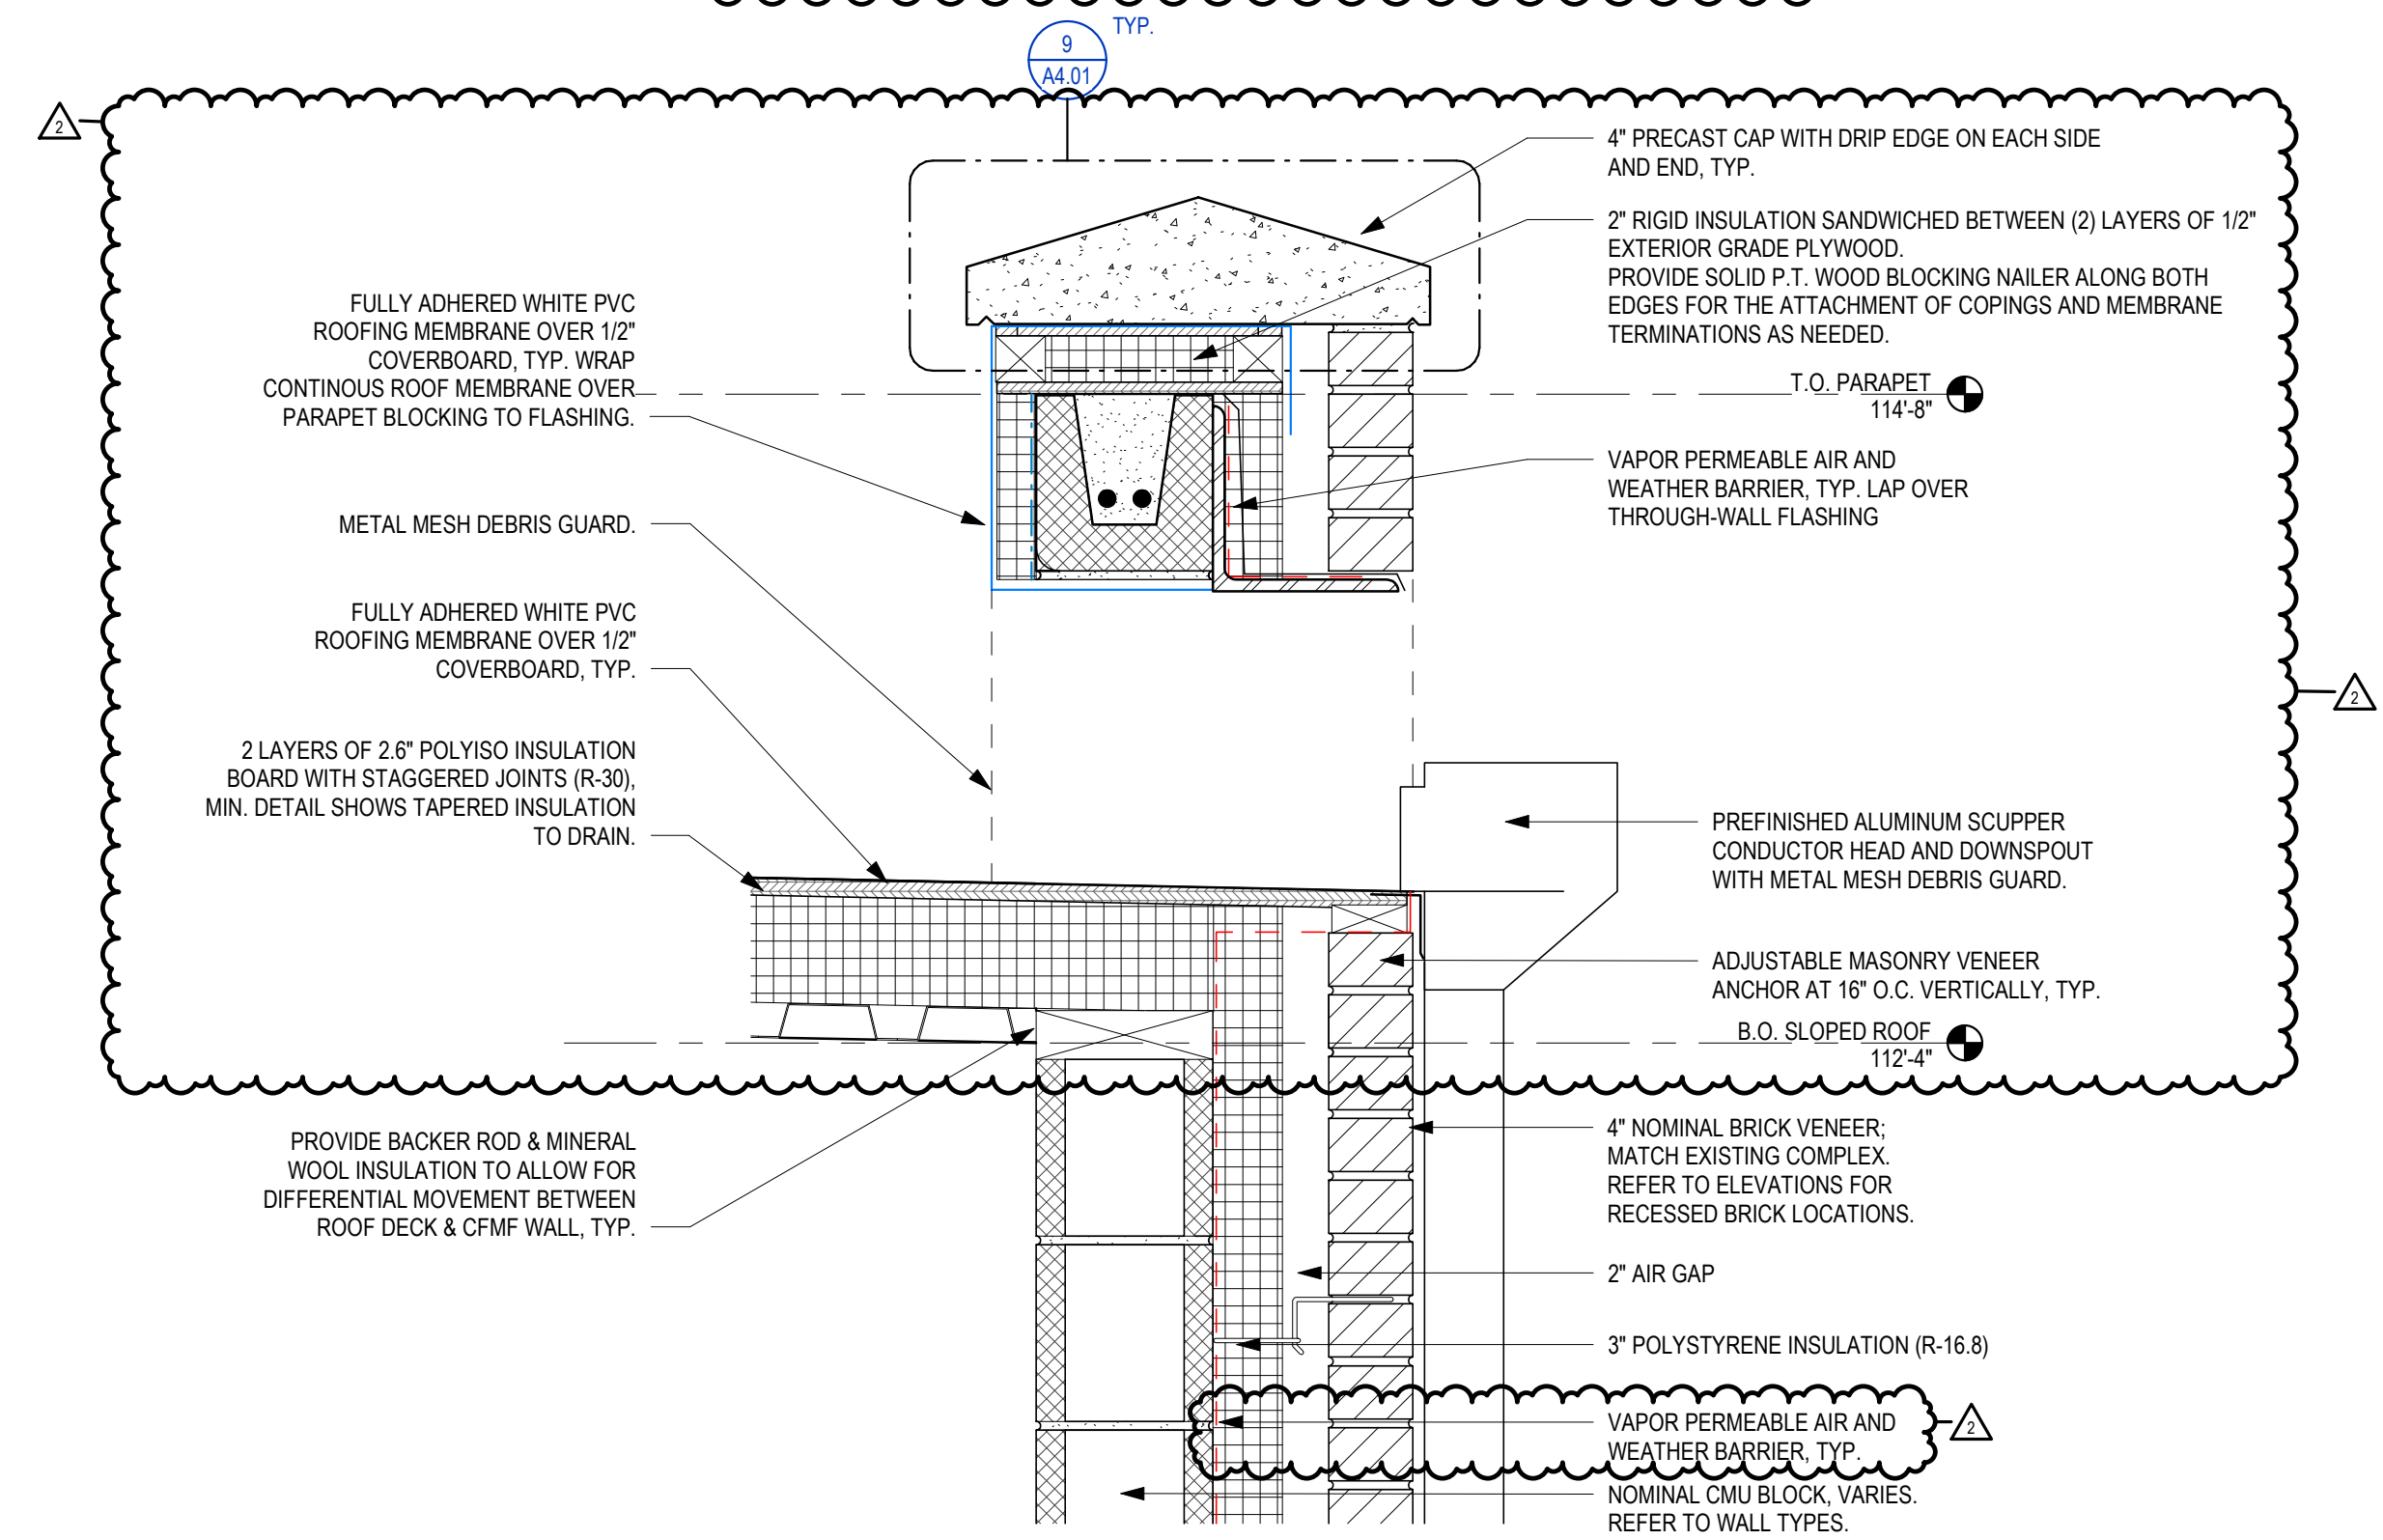 9
A4.01
TYP.
2
4" PRECAST CAP WITH DRIP EDGE ON EACH SIDE
AND END, TYP.
2" RIGID INSULATION SANDWICHED BETWEEN (2) LAYERS OF 1/2"
EXTERIOR GRADE PLYWOOD.
PROVIDE SOLID P.T. WOOD BLOCKING NAILER ALONG BOTH
EDGES FOR THE ATTACHMENT OF COPINGS AND MEMBRANE
TERMINATIONS AS NEEDED.
FULLY ADHERED WHITE PVC
ROOFING MEMBRANE OVER 1/2"
COVERBOARD, TYP. WRAP
CONTINOUS ROOF MEMBRANE OVER
PARAPET BLOCKING TO FLASHING.
T.O. PARAPET
114'-8"
VAPOR PERMEABLE AIR AND
WEATHER BARRIER, TYP. LAP OVER
THROUGH-WALL FLASHING
METAL MESH DEBRIS GUARD.
FULLY ADHERED WHITE PVC
ROOFING MEMBRANE OVER 1/2"
COVERBOARD, TYP.
2
2 LAYERS OF 2.6" POLYISO INSULATION
BOARD WITH STAGGERED JOINTS (R-30),
MIN. DETAIL SHOWS TAPERED INSULATION
TO DRAIN.
PREFINISHED ALUMINUM SCUPPER
CONDUCTOR HEAD AND DOWNSPOUT
WITH METAL MESH DEBRIS GUARD.
ADJUSTABLE MASONRY VENEER
ANCHOR AT 16" O.C. VERTICALLY, TYP.
B.O. SLOPED ROOF
112'-4"
PROVIDE BACKER ROD & MINERAL
WOOL INSULATION TO ALLOW FOR
DIFFERENTIAL MOVEMENT BETWEEN
ROOF DECK & CFMF WALL, TYP.
4" NOMINAL BRICK VENEER;
MATCH EXISTING COMPLEX.
REFER TO ELEVATIONS FOR
RECESSED BRICK LOCATIONS.
2" AIR GAP
3" POLYSTYRENE INSULATION (R-16.8)
VAPOR PERMEABLE AIR AND
WEATHER BARRIER, TYP.
2
NOMINAL CMU BLOCK, VARIES.
REFER TO WALL TYPES.